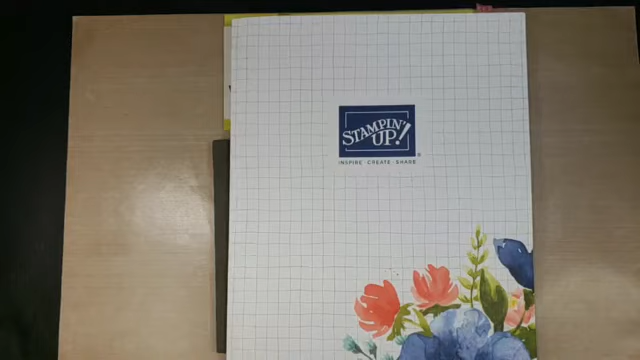 STAMPIN'
UP!
INSPIRE · CREATE · SHARE